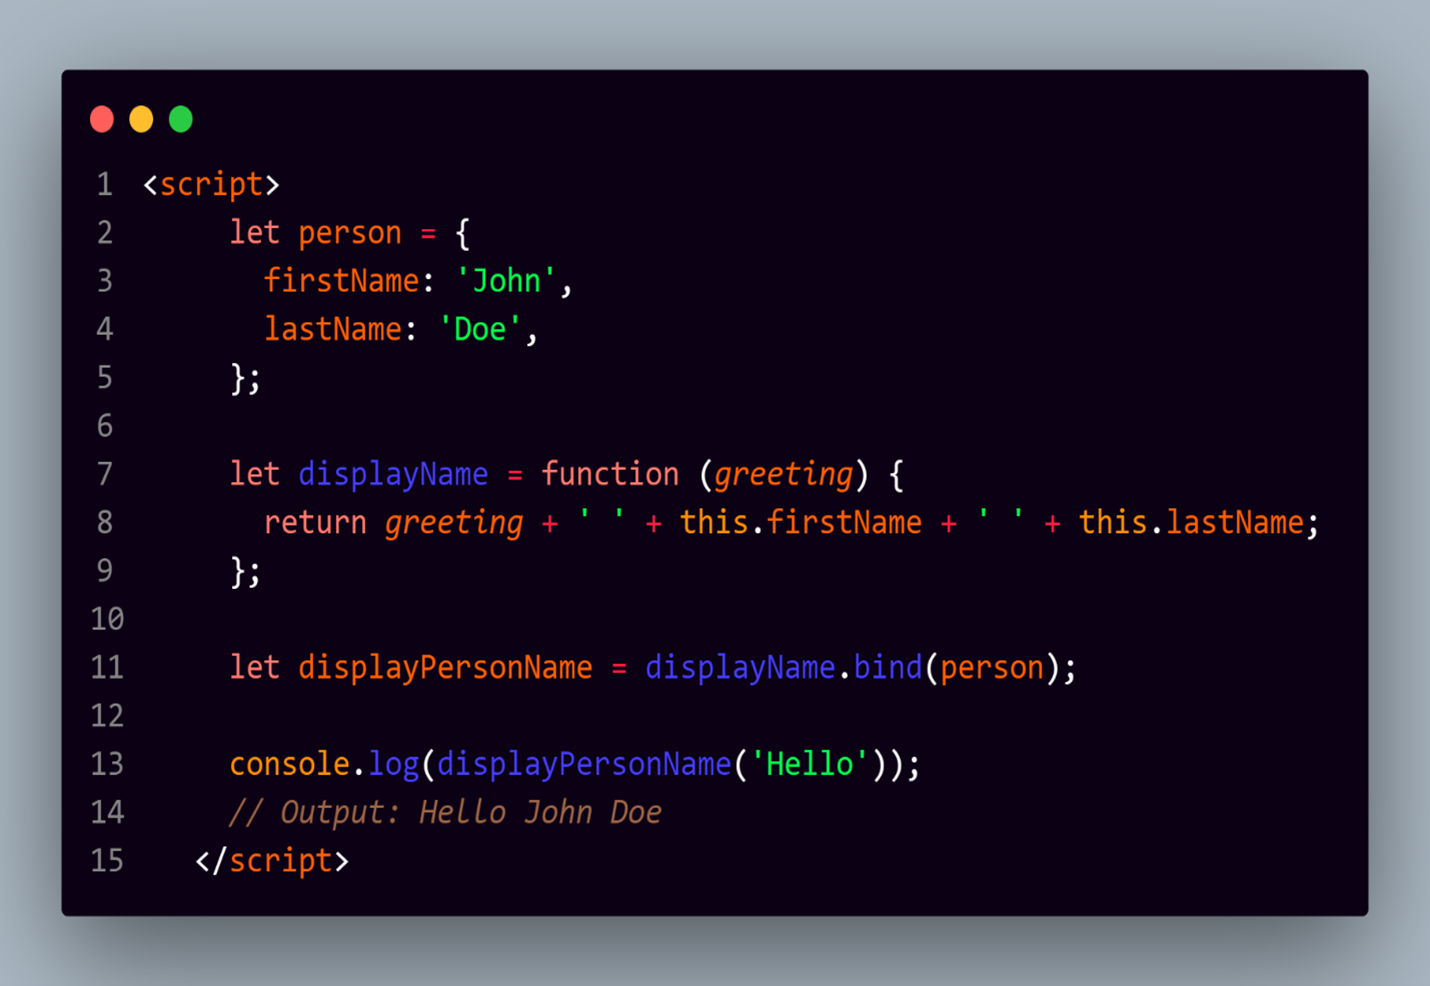 1 <script>
2 let person = {
3 firstName: 'John',
4 lastName: 'Doe',
5 };
6
7 let displayName = function (greeting) {
8 return greeting + ' ' + this.firstName + ' ' + this.lastName;
9 };
10
11 let displayPersonName = displayName.bind(person);
12
13 console.log(displayPersonName('Hello'));
14 // Output: Hello John Doe
15 </script>